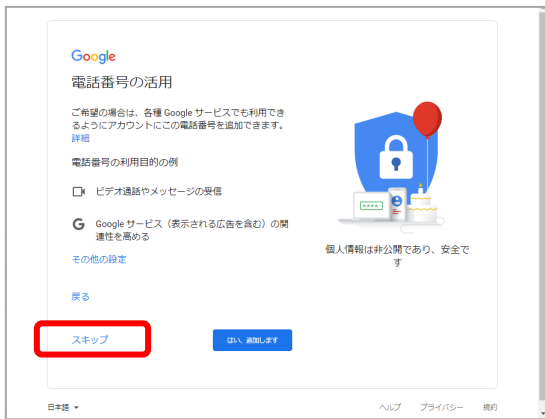 Google
電話番号の活用
ご希望の場合は、各種 Google サービスでも利用でき
るようにアカウントにこの電話番号を追加できます。
詳細
電話番号の利用目的の例
ビデオ通話やメッセージの受信
G Google サービス（表示される広告を含む）の関
連性を高める
その他の設定
個人情報は非公開であり、安全で
す
戻る
スキップ
はい、追加します
日本語
ヘルプ プライバシー 規約